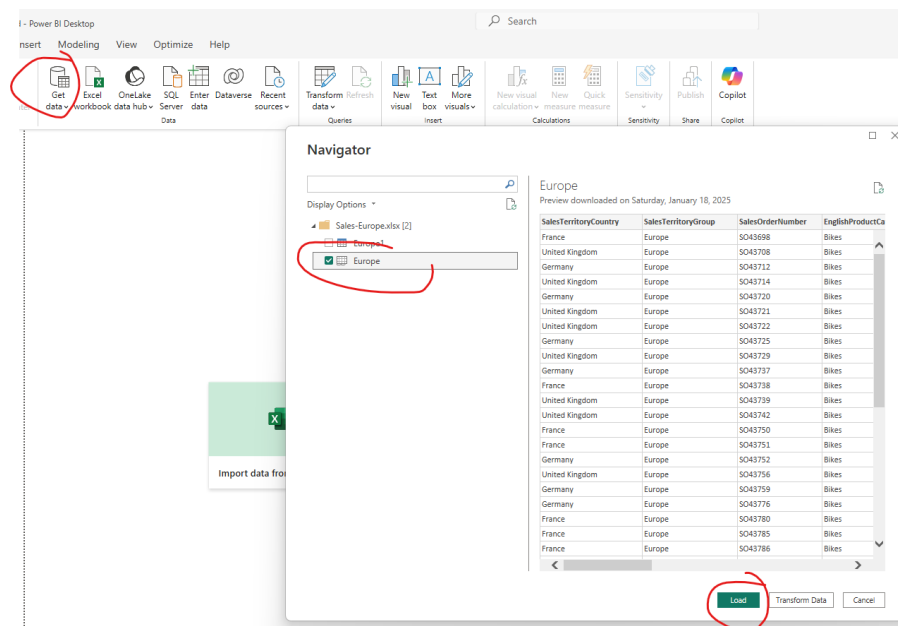 l - Power BI Desktop
Search
nsert Modeling View Optimize Help
Get data
Excel workbook
OneLake data hub
SQL Server
Enter data
Dataverse
Recent sources
Transform data
Refresh
New visual
Text box
More visuals
New visual calculation
New measure
Quick measure
Sensitivity
Publish
Copilot
Data Queries Insert Calculations Sensitivity Share Copilot
Navigator
Display Options
Sales-Europe.xlsx [2]
Europe1
Europe
Import data fro
Europe
Preview downloaded on Saturday, January 18, 2025
SalesTerritoryCountry SalesTerritoryGroup SalesOrderNumber EnglishProductCa
France Europe SO43698 Bikes
United Kingdom Europe SO43708 Bikes
Germany Europe SO43712 Bikes
United Kingdom Europe SO43714 Bikes
Germany Europe SO43720 Bikes
United Kingdom Europe SO43721 Bikes
United Kingdom Europe SO43722 Bikes
Germany Europe SO43725 Bikes
United Kingdom Europe SO43729 Bikes
Germany Europe SO43737 Bikes
France Europe SO43738 Bikes
United Kingdom Europe SO43739 Bikes
United Kingdom Europe SO43742 Bikes
France Europe SO43750 Bikes
France Europe SO43751 Bikes
Germany Europe SO43752 Bikes
United Kingdom Europe SO43756 Bikes
Germany Europe SO43759 Bikes
Germany Europe SO43776 Bikes
France Europe SO43780 Bikes
France Europe SO43785 Bikes
France Europe SO43786 Bikes
Load Transform Data Cancel